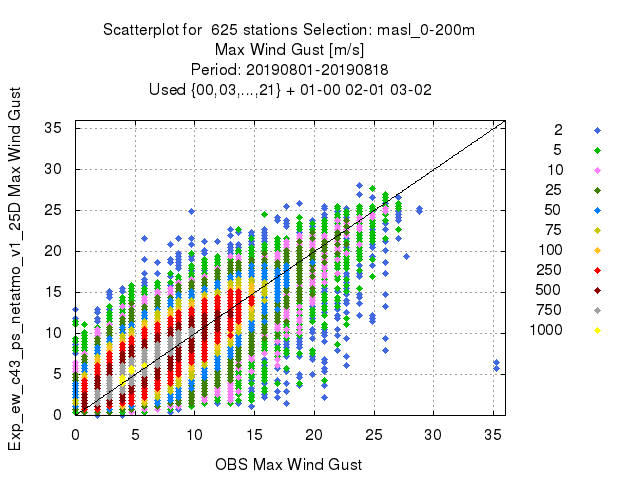 Scatterplot for 625 stations Selection: masl_0-200m
Max Wind Gust [m/s]
Period: 20190801-20190818
Used {00,03,...,21} + 01-00 02-01 03-02
Exp_ew_c43_ps_netatmo_v1_25D Max Wind Gust
35
30
25
20
15
10
5
0
0 5 10 15 20 25 30 35
OBS Max Wind Gust
2
5
10
25
50
75
100
250
500
750
1000